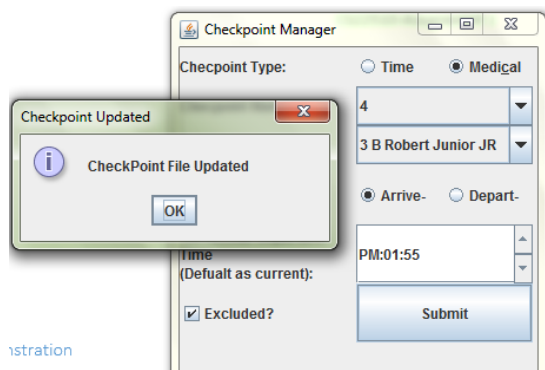 Checkpoint Manager
Checpoint Type:
Time
Medical
4
3 B Robert Junior JR
Arrive-
Depart-
Time
(Defualt as current):
PM:01:55
Excluded?
Submit
Checkpoint Updated
CheckPoint File Updated
OK
nstration